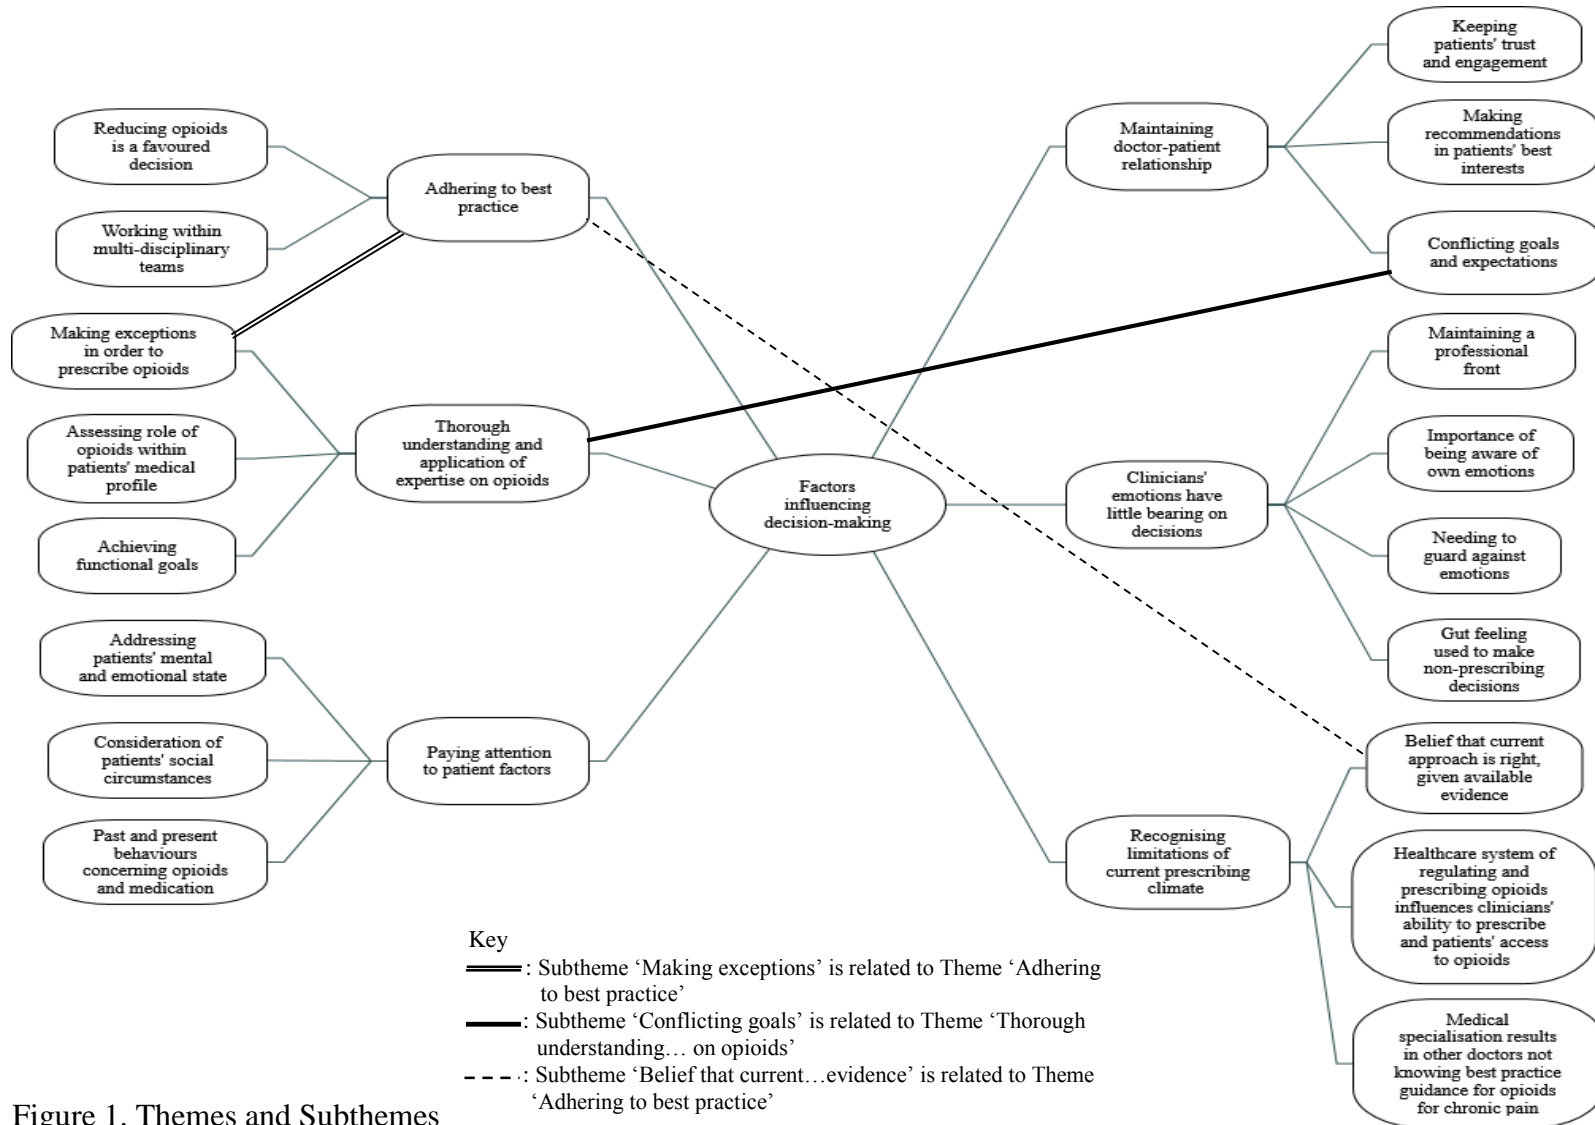 Reducing opioids
is a favoured
decision
Working within
multi-disciplinary
teams
Adhering to best
practice
Making exceptions
in order to
prescribe opioids
Assessing role of
opioids within
patients' medical
profile
Achieving
functional goals
Thorough
understanding and
application of
expertise on opioids
Addressing
patients' mental
and emotional state
Consideration of
patients' social
circumstances
Past and present
behaviours
concerning opioids
and medication
Paying attention
to patient factors
Factors
influencing
decision-making
Maintaining
doctor-patient
relationship
Keeping
patients' trust
and engagement
Making
recommendations
in patients' best
interests
Conflicting goals
and expectations
Clinicians'
emotions have
little bearing on
decisions
Maintaining a
professional
front
Importance of
being aware of
own emotions
Needing to
guard against
emotions
Gut feeling
used to make
non-prescribing
decisions
Recognising
limitations of
current prescribing
climate
Belief that current
approach is right,
given available
evidence
Healthcare system of
regulating and
prescribing opioids
influences clinicians'
ability to prescribe
and patients' access
to opioids
Medical
specialisation results
in other doctors not
knowing best practice
guidance for opioids
for chronic pain
Key
: Subtheme ‘Making exceptions’ is related to Theme ‘Adhering
to best practice’
: Subtheme ‘Conflicting goals’ is related to Theme ‘Thorough
understanding… on opioids’
: Subtheme ‘Belief that current…evidence’ is related to Theme
‘Adhering to best practice’
Figure 1. Themes and Subthemes